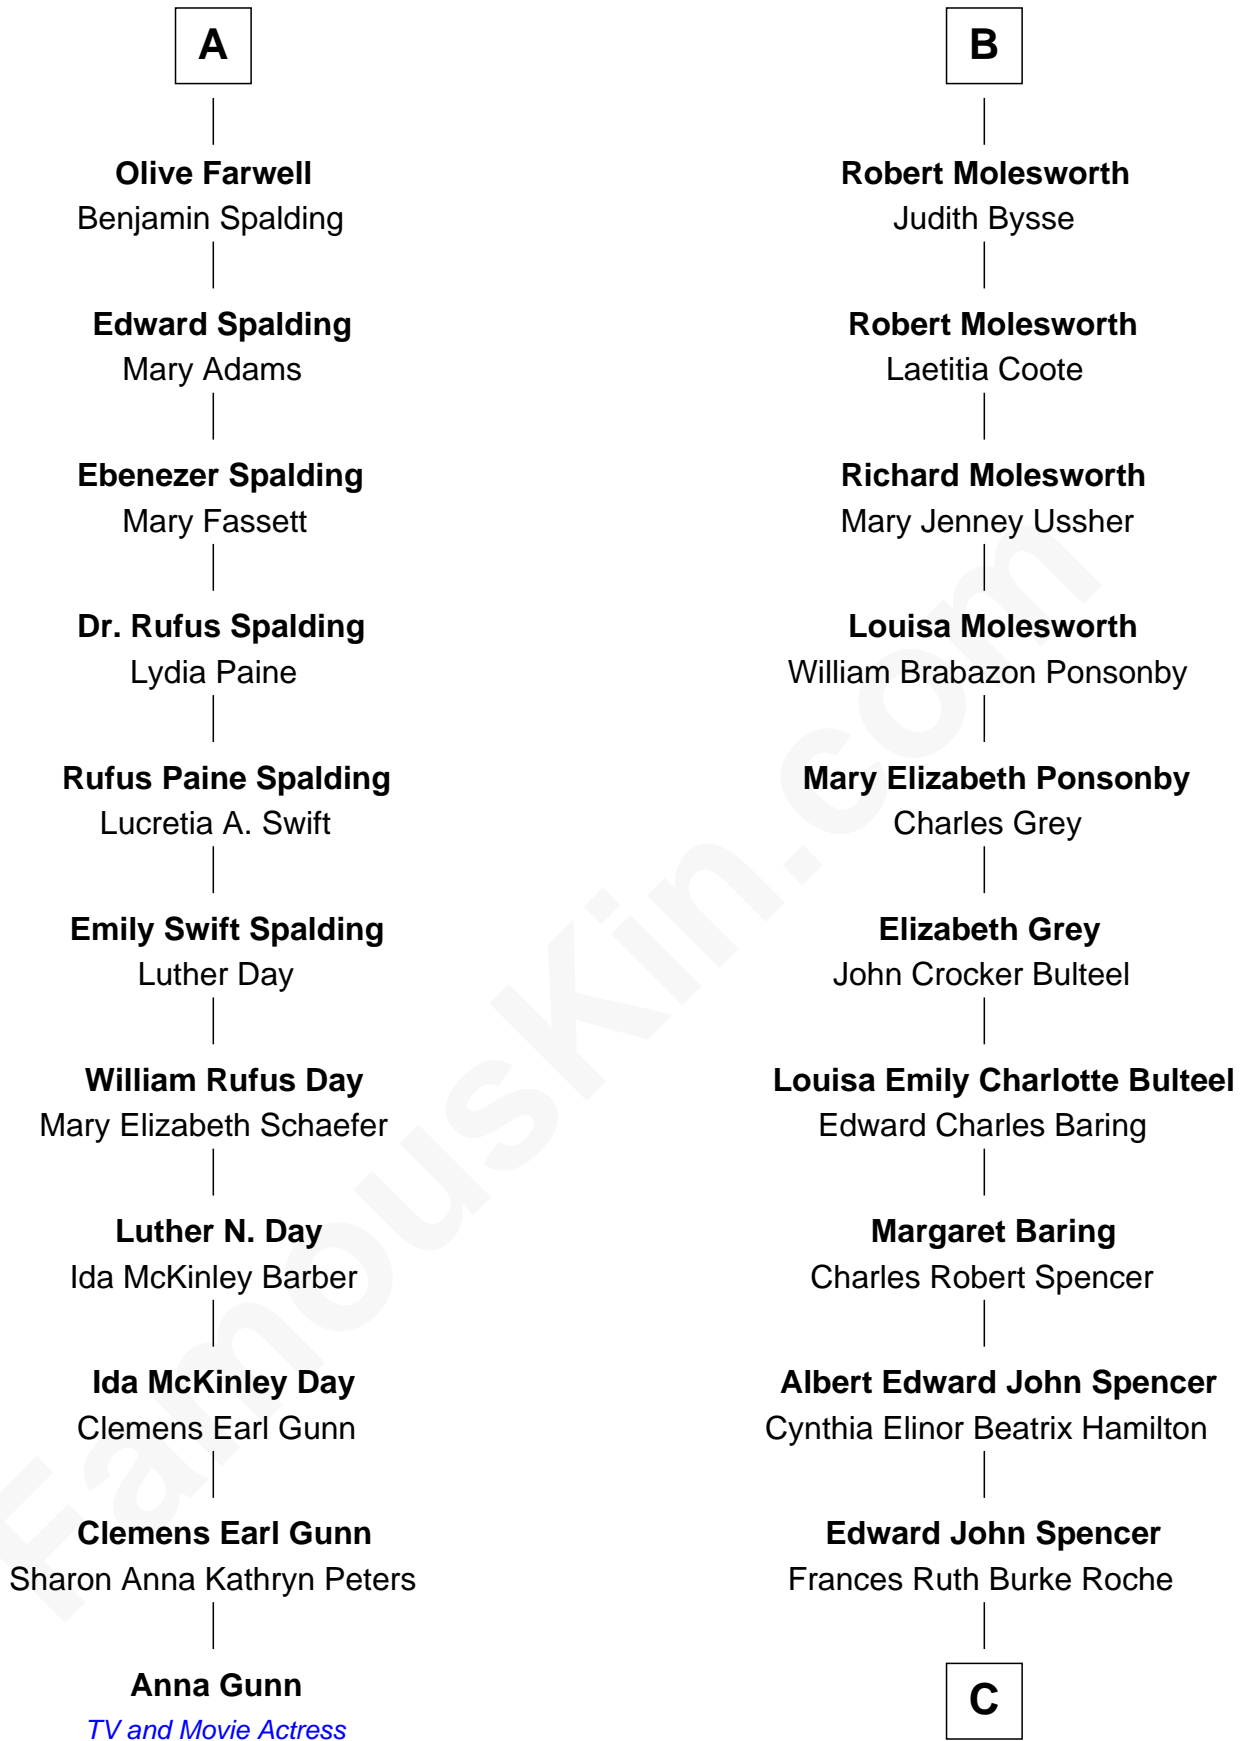 A
Olive Farwell
Benjamin Spalding
Edward Spalding
Mary Adams
Ebenezer Spalding
Mary Fassett
Dr. Rufus Spalding
Lydia Paine
Rufus Paine Spalding
Lucretia A. Swift
Emily Swift Spalding
Luther Day
William Rufus Day
Mary Elizabeth Schaefer
Luther N. Day
Ida McKinley Barber
Ida McKinley Day
Clemens Earl Gunn
Clemens Earl Gunn
Sharon Anna Kathryn Peters
Anna Gunn
TV and Movie Actress
B
Robert Molesworth
Judith Bysse
Robert Molesworth
Laetitia Coote
Richard Molesworth
Mary Jenney Ussher
Louisa Molesworth
William Brabazon Ponsonby
Mary Elizabeth Ponsonby
Charles Grey
Elizabeth Grey
John Crocker Bulteel
Louisa Emily Charlotte Bulteel
Edward Charles Baring
Margaret Baring
Charles Robert Spencer
Albert Edward John Spencer
Cynthia Elinor Beatrix Hamilton
Edward John Spencer
Frances Ruth Burke Roche
C
FamousKin.com